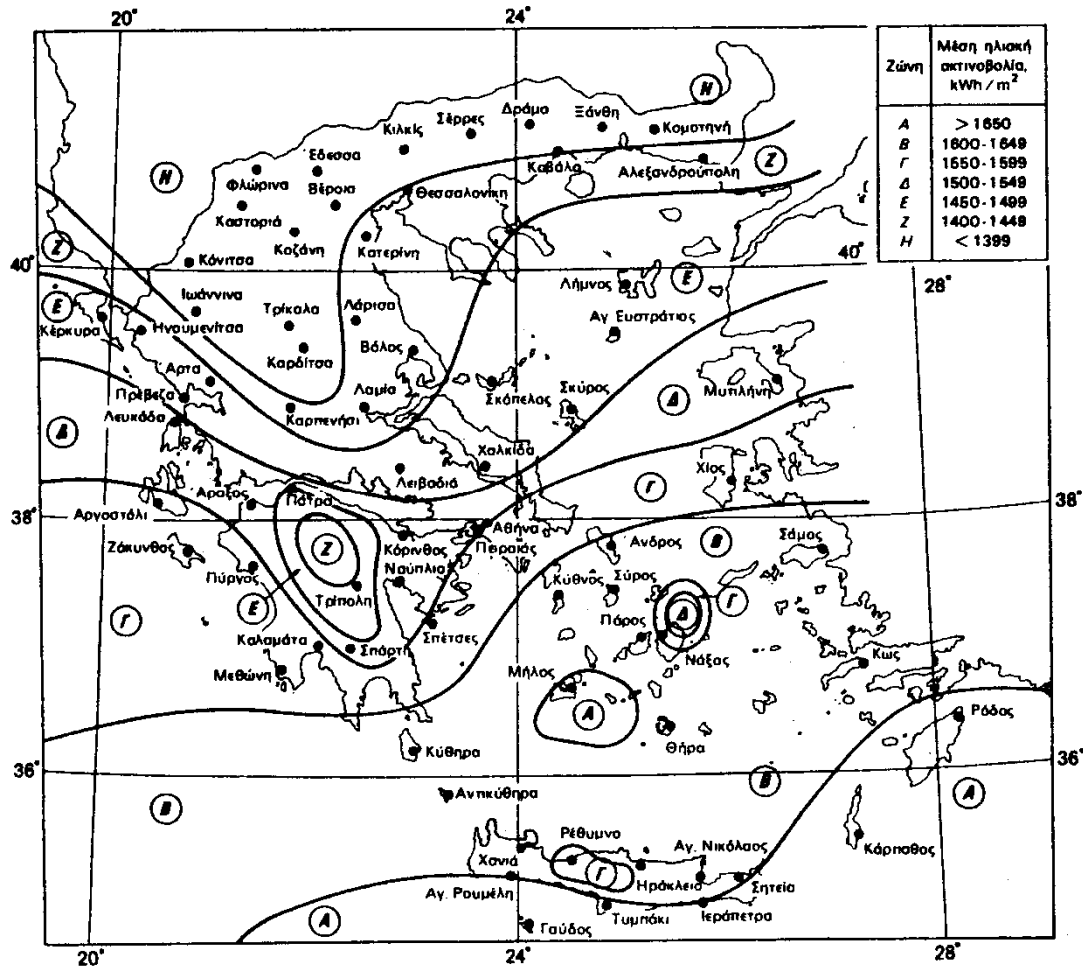 20°
24°
Ζώνη
Μέση ηλιακή
ακτινοβολία,
kWh / m²
Α > 1650
Β 1600-1649
Γ 1550-1599
Δ 1500-1549
Ε 1450-1499
Ζ 1400-1449
Η < 1399
Η
Δράμα
Ξάνθη
Σέρρες
Κομοτηνή
Κιλκίς
Έδεσσα
Καβάλα
Ζ
Αλεξανδρούπολη
Η
Φλώρινα
Βέροια
Θεσσαλονίκη
Καστοριά
Κοζάνη
Κατερίνη
Ζ
40°
Κόνιτσα
40°
Ε
Λήμνος
28°
Ε
Ιωάννινα
Τρίκαλα
Λάρισα
Αγ Ευστράτιος
Κέρκυρα
Ηγουμενίτσα
Καρδίτσα
Βόλος
Αρτα
Πρέβεζα
Λαμία
Σκόπελος
Σκύρος
Δ
Μυτιλήνη
Λευκάδα
Καρπενήσι
Δ
Χαλκίδα
Λειβαδιά
Γ
Χίος
Αραξος
Πάτρα
38°
Αργοστόλι
Αθήνα
38°
Ζάκυνθος
Ζ
Κόρινθος
Πειραιάς
Ανδρος
Β
Σάμος
Πύργος
Ναύπλιο
Κύθνος
Σύρος
Ε
Τρίπολη
Πάρος
Δ
Γ
Γ
Σπέτσες
Καλαμάτα
Σπάρτη
Νάξος
Κως
Μεθώνη
Μήλος
Α
Ρόδος
Κύθηρα
Θήρα
36°
36°
Β
Αντικύθηρα
Β
Α
Ρέθυμνο
Αγ. Νικόλαος
Κάρπαθος
Χανιά
Γ
Ηράκλειο
Σητεία
Αγ. Ρουμέλη
Τυμπάκι
Ιεράπετρα
Α
Γαύδος
20°
24°
28°